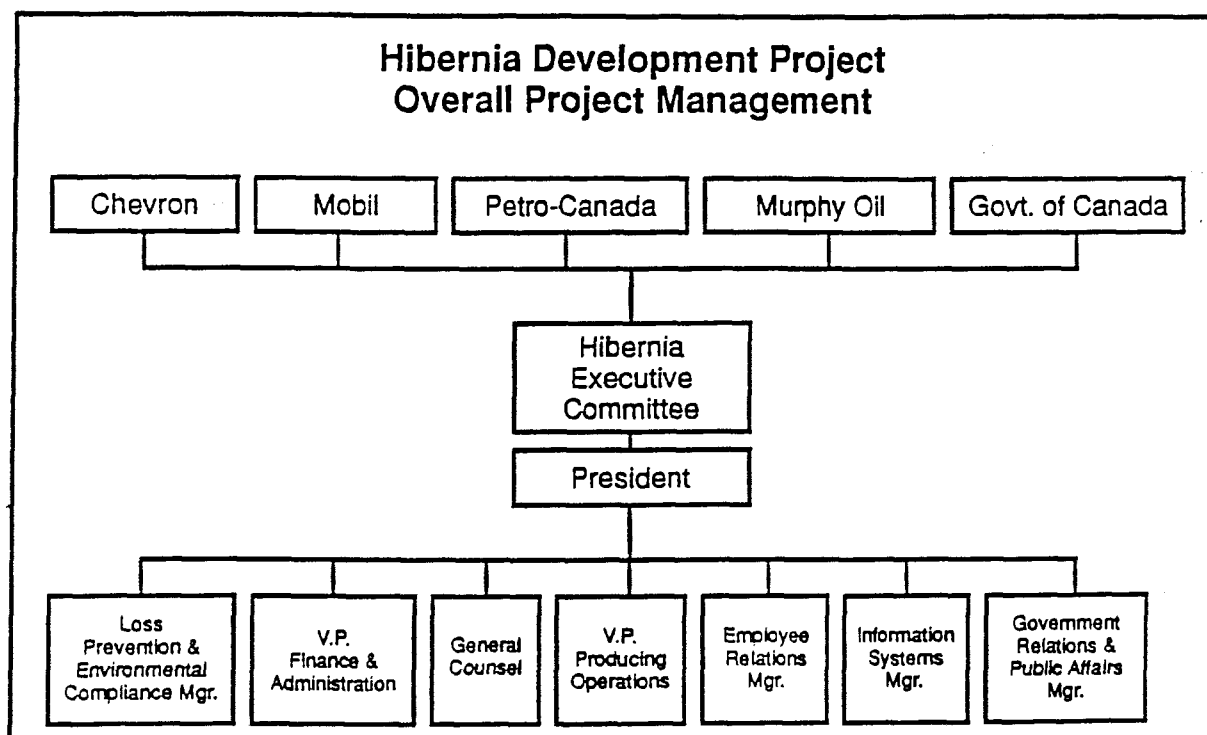 Hibernia Development Project
Overall Project Management
Chevron
Mobil
Petro-Canada
Murphy Oil
Govt. of Canada
Hibernia
Executive
Committee
President
Loss
Prevention &
Environmental
Compliance Mgr.
V.P.
Finance &
Administration
General
Counsel
V.P.
Producing
Operations
Employee
Relations
Mgr.
Information
Systems
Mgr.
Government
Relations &
Public Affairs
Mgr.